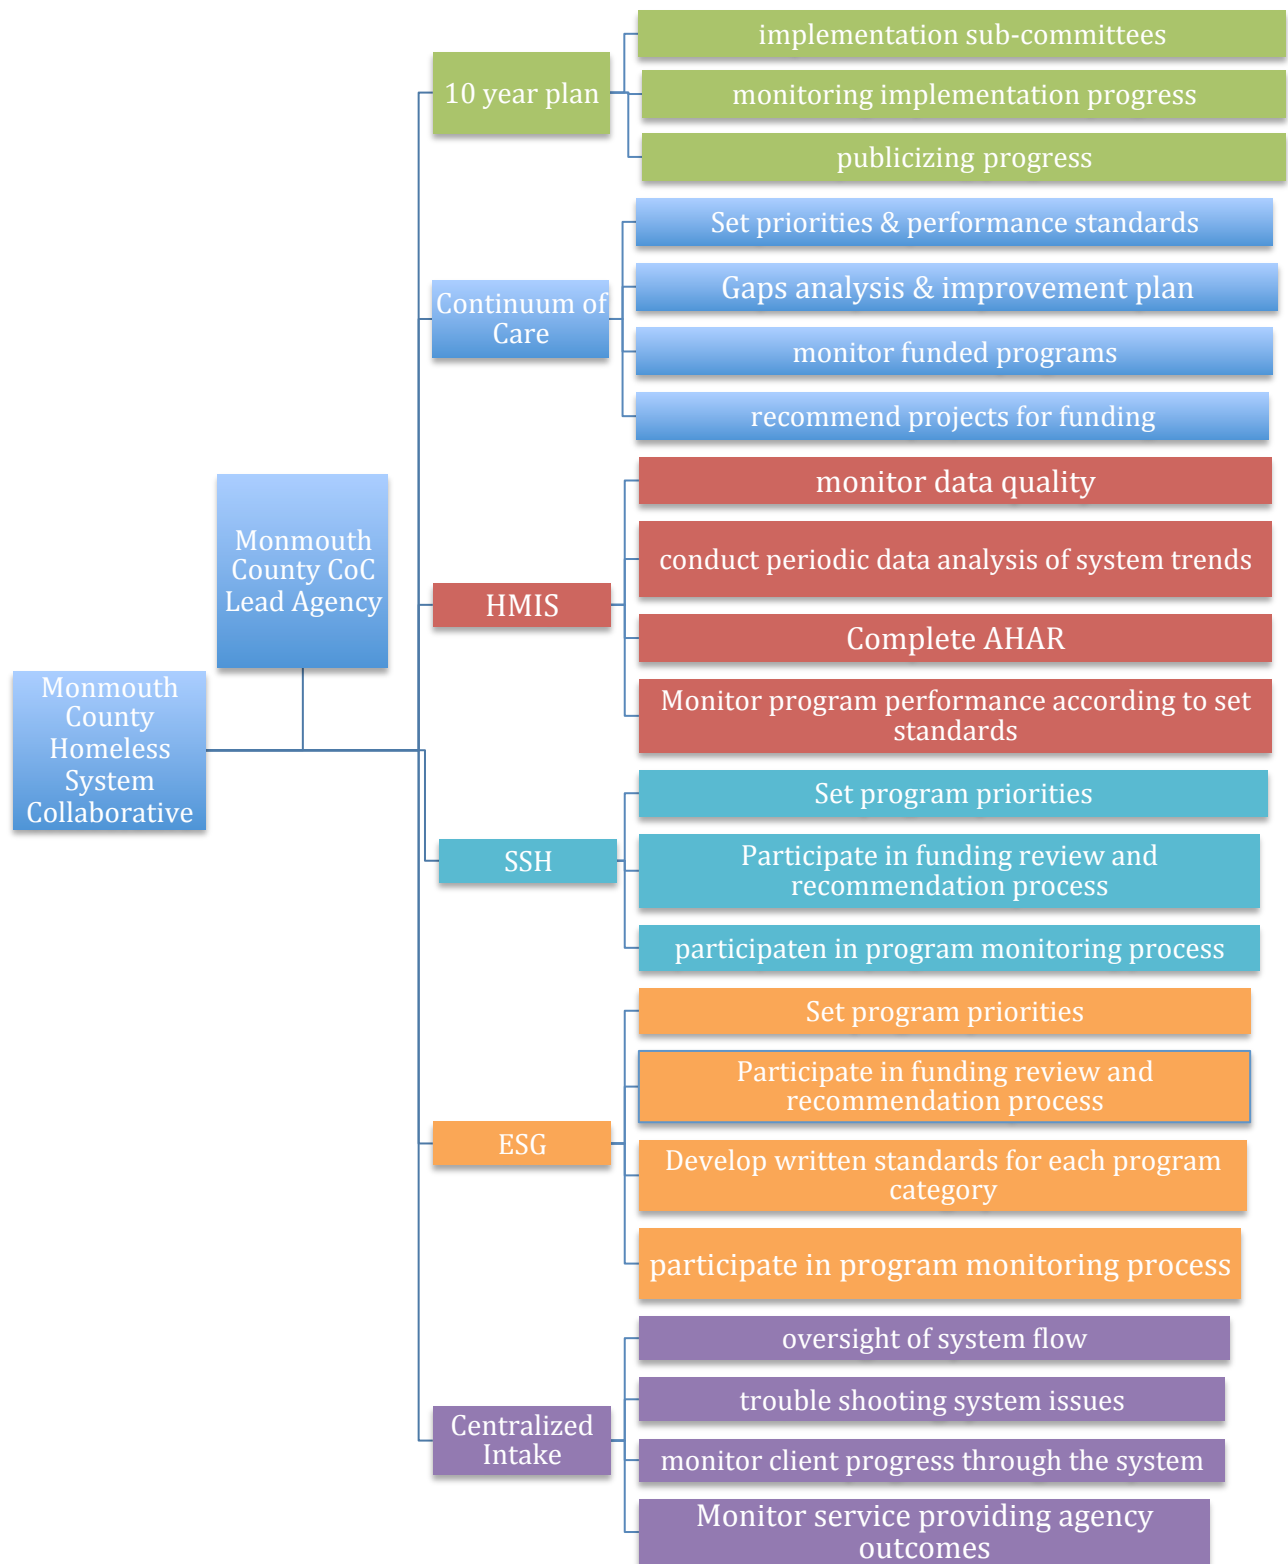 implementation sub-committees
10 year plan
monitoring implementation progress
publicizing progress
Set priorities & performance standards
Gaps analysis & improvement plan
Continuum of
Care
monitor funded programs
recommend projects for funding
monitor data quality
Monmouth
County CoC
Lead Agency
conduct periodic data analysis of system trends
HMIS
Complete AHAR
Monitor program performance according to set
standards
Monmouth
County
Homeless
System
Collaborative
Set program priorities
SSH
Participate in funding review and
recommendation process
participaten in program monitoring process
Set program priorities
Participate in funding review and
recommendation process
ESG
Develop written standards for each program
category
participate in program monitoring process
oversight of system flow
trouble shooting system issues
Centralized
Intake
monitor client progress through the system
Monitor service providing agency
outcomes